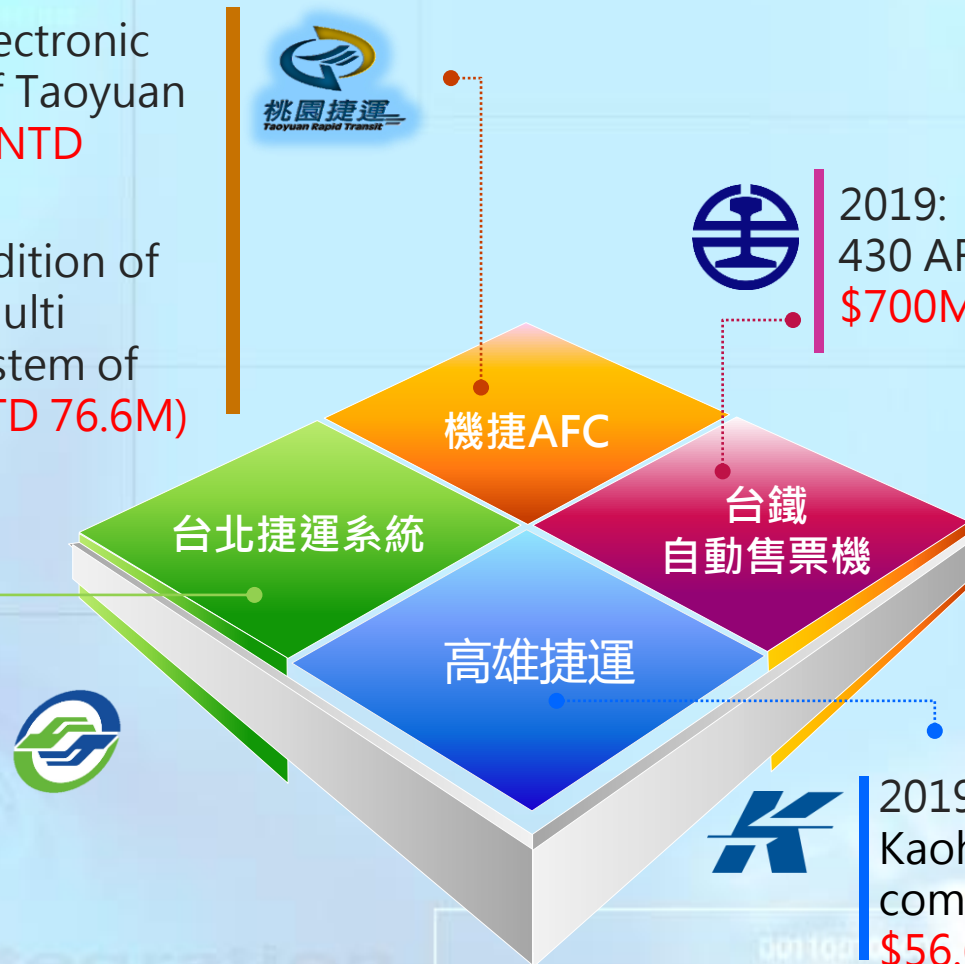 ectronic
f Taoyuan
NTD
dition of
ulti
stem of
TD 76.6M)
桃園捷運
Taoyuan Rapid Transit
2019:
430 AF
$700M
機捷AFC
台鐵
自動售票機
台北捷運系統
高雄捷運
2019
Kaoh
com
$56.